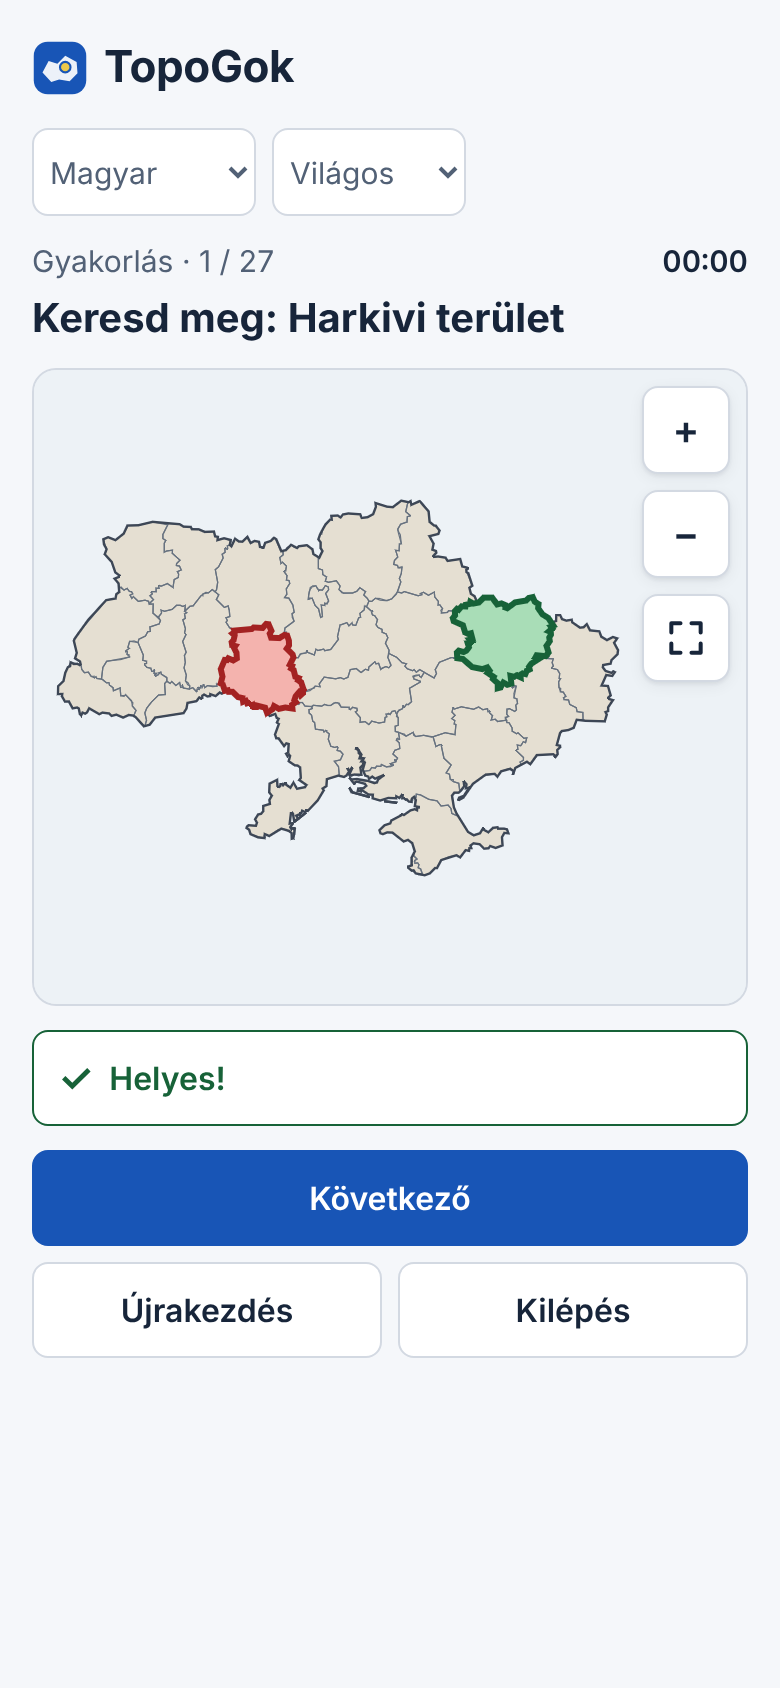 TopoGok
Magyar
Világos
Gyakorlás · 1 / 27
00:00
Keresd meg: Harkivi terület
+
−
✓ Helyes!
Következő
Újrakezdés
Kilépés